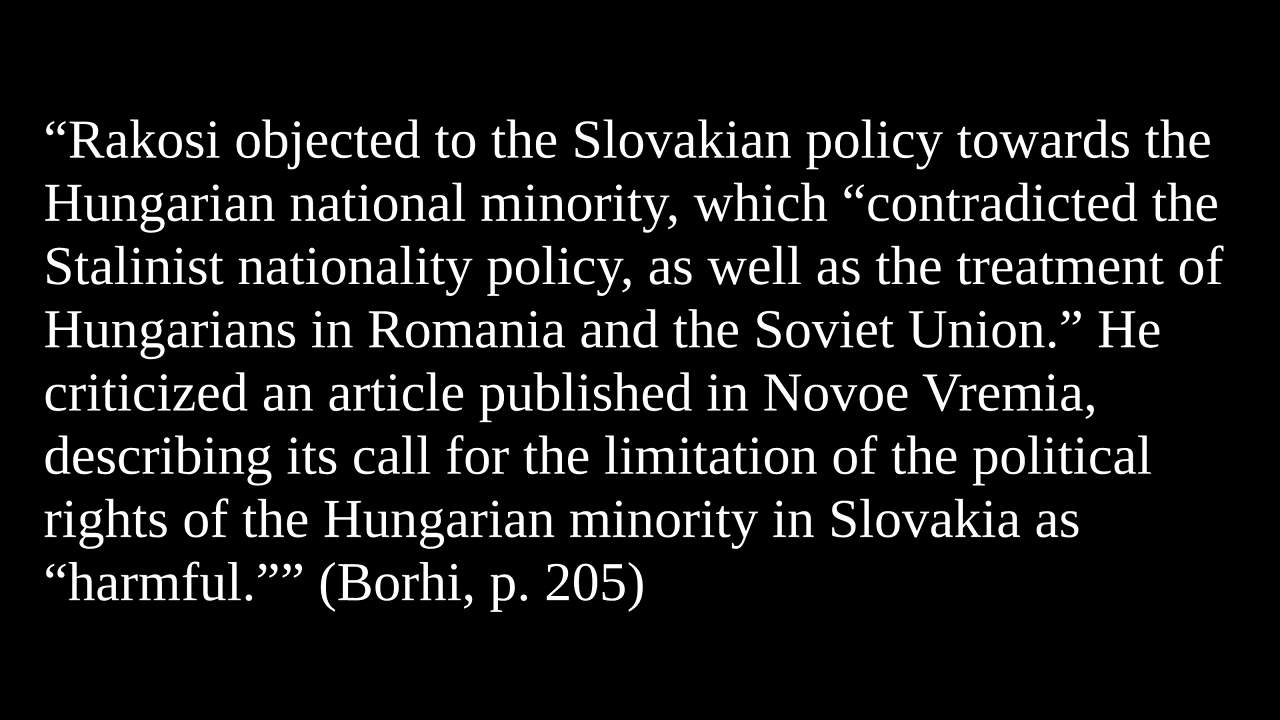 “Rakosi objected to the Slovakian policy towards the
Hungarian national minority, which “contradicted the
Stalinist nationality policy, as well as the treatment of
Hungarians in Romania and the Soviet Union.” He
criticized an article published in Novoe Vremia,
describing its call for the limitation of the political
rights of the Hungarian minority in Slovakia as
“harmful.”” (Borhi, p. 205)